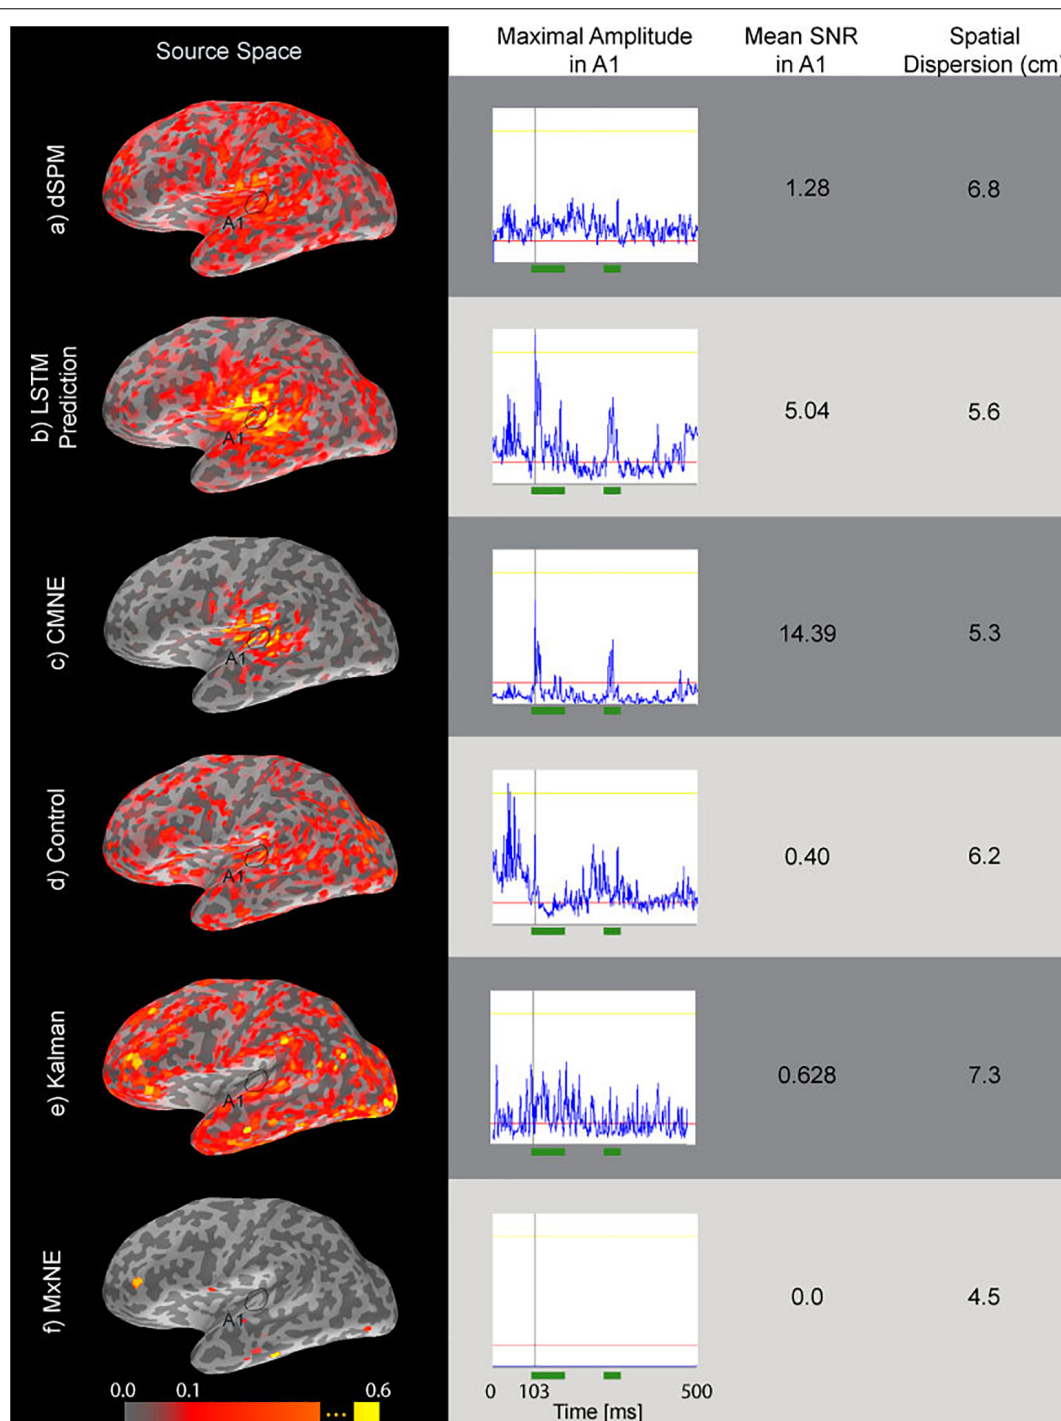 Source Space
Maximal Amplitude
in A1
Mean SNR
in A1
Spatial
Dispersion (cm)
a) dSPM
A1
1.28
6.8
b) LSTM
Prediction
A1
5.04
5.6
c) CMNE
A1
14.39
5.3
d) Control
A1
0.40
6.2
e) Kalman
A1
0.628
7.3
f) MxNE
A1
0.0
4.5
0.0 0.1 ... 0.6
0 103 500
Time [ms]